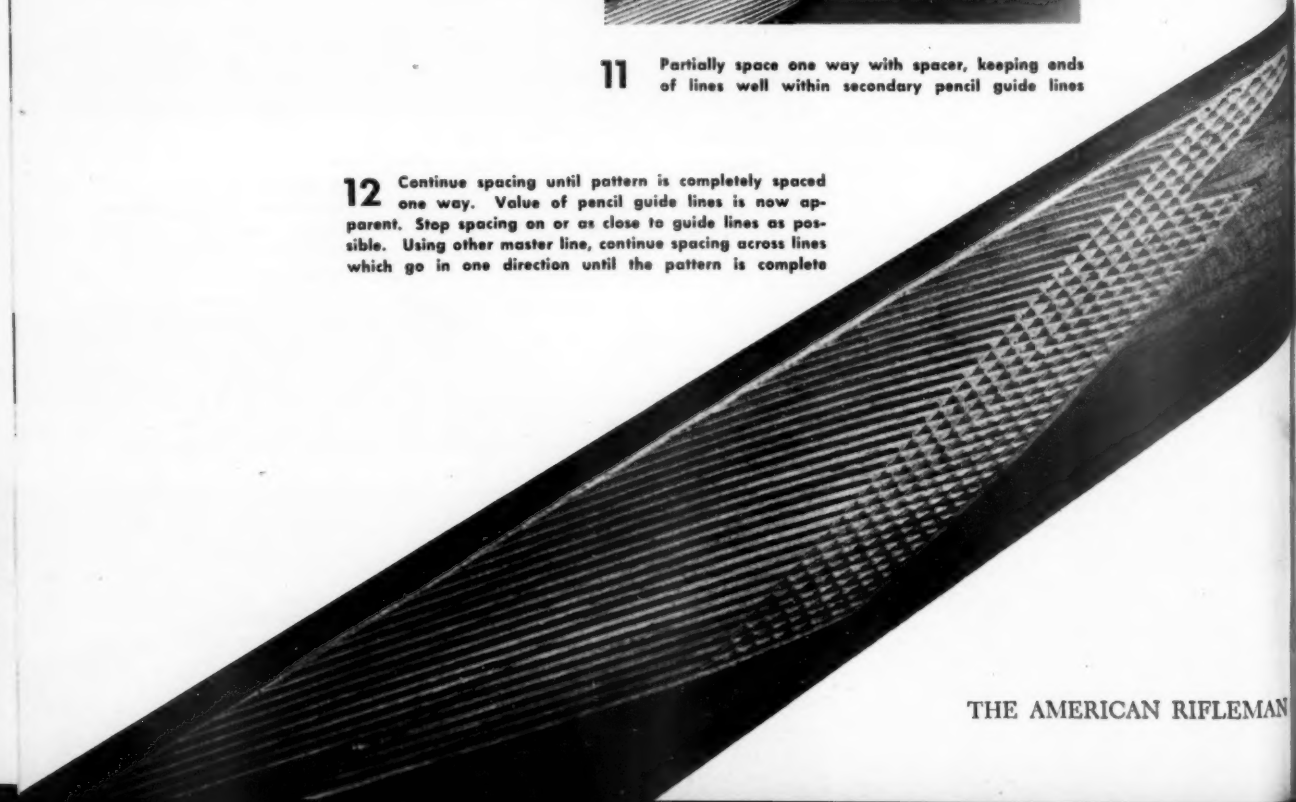 11 Partially space one way with spacer, keeping ends
of lines well within secondary pencil guide lines
12 Continue spacing until pattern is completely spaced
one way. Value of pencil guide lines is now ap-
parent. Stop spacing on or as close to guide lines as pos-
sible. Using other master line, continue spacing across lines
which go in one direction until the pattern is complete
THE AMERICAN RIFLEMAN